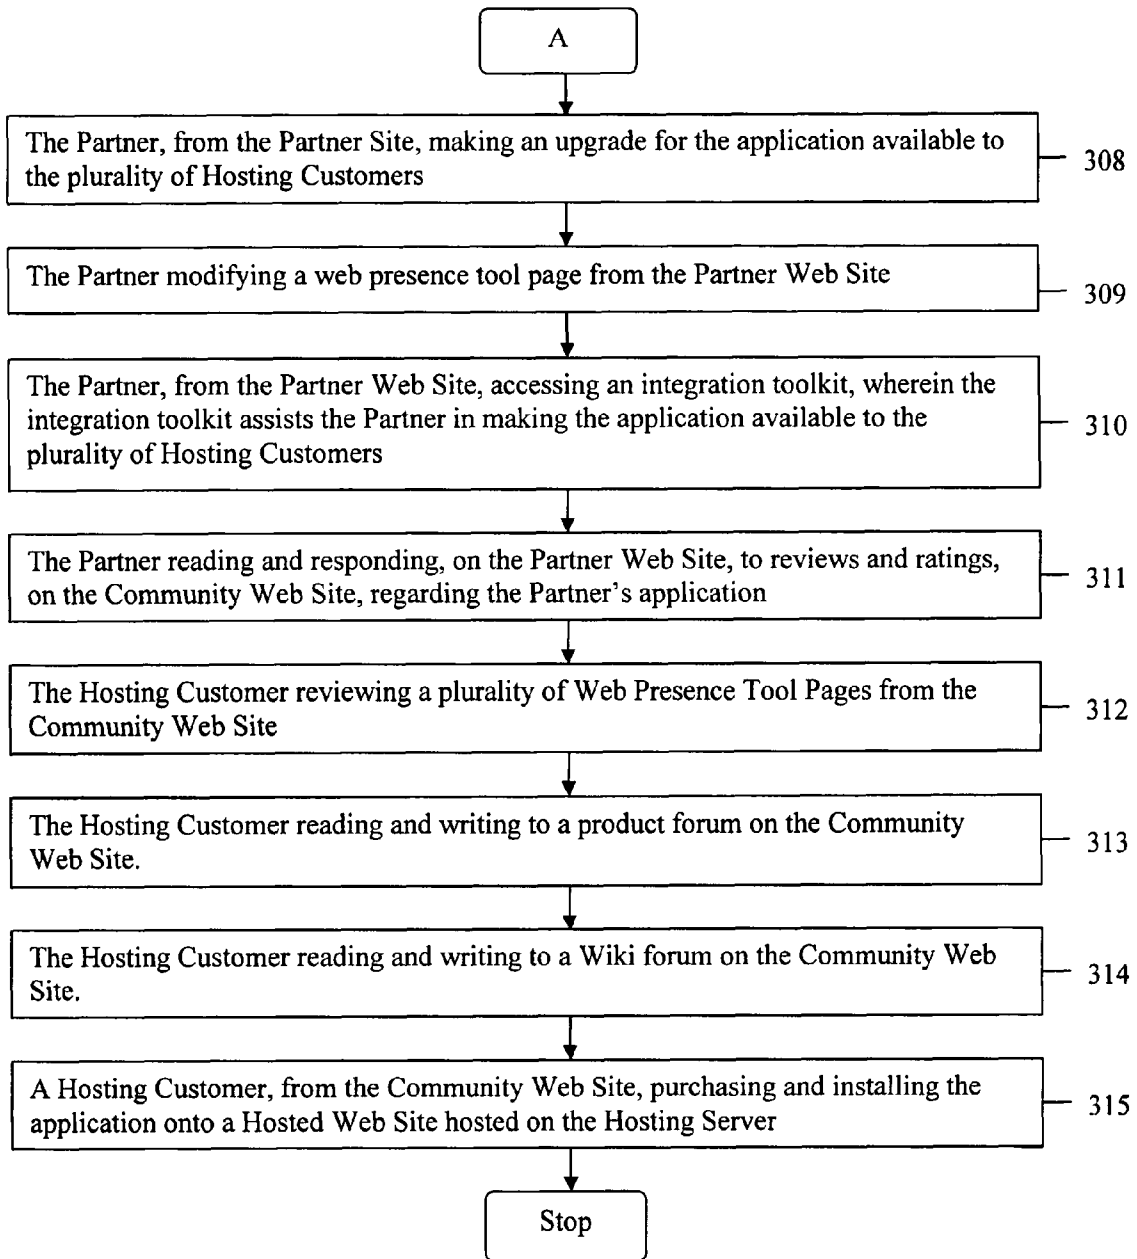 A
The Partner, from the Partner Site, making an upgrade for the application available to
the plurality of Hosting Customers
308
The Partner modifying a web presence tool page from the Partner Web Site
309
The Partner, from the Partner Web Site, accessing an integration toolkit, wherein the
integration toolkit assists the Partner in making the application available to the
plurality of Hosting Customers
310
The Partner reading and responding, on the Partner Web Site, to reviews and ratings,
on the Community Web Site, regarding the Partner's application
311
The Hosting Customer reviewing a plurality of Web Presence Tool Pages from the
Community Web Site
312
The Hosting Customer reading and writing to a product forum on the Community
Web Site.
313
The Hosting Customer reading and writing to a Wiki forum on the Community Web
Site.
314
A Hosting Customer, from the Community Web Site, purchasing and installing the
application onto a Hosted Web Site hosted on the Hosting Server
315
Stop